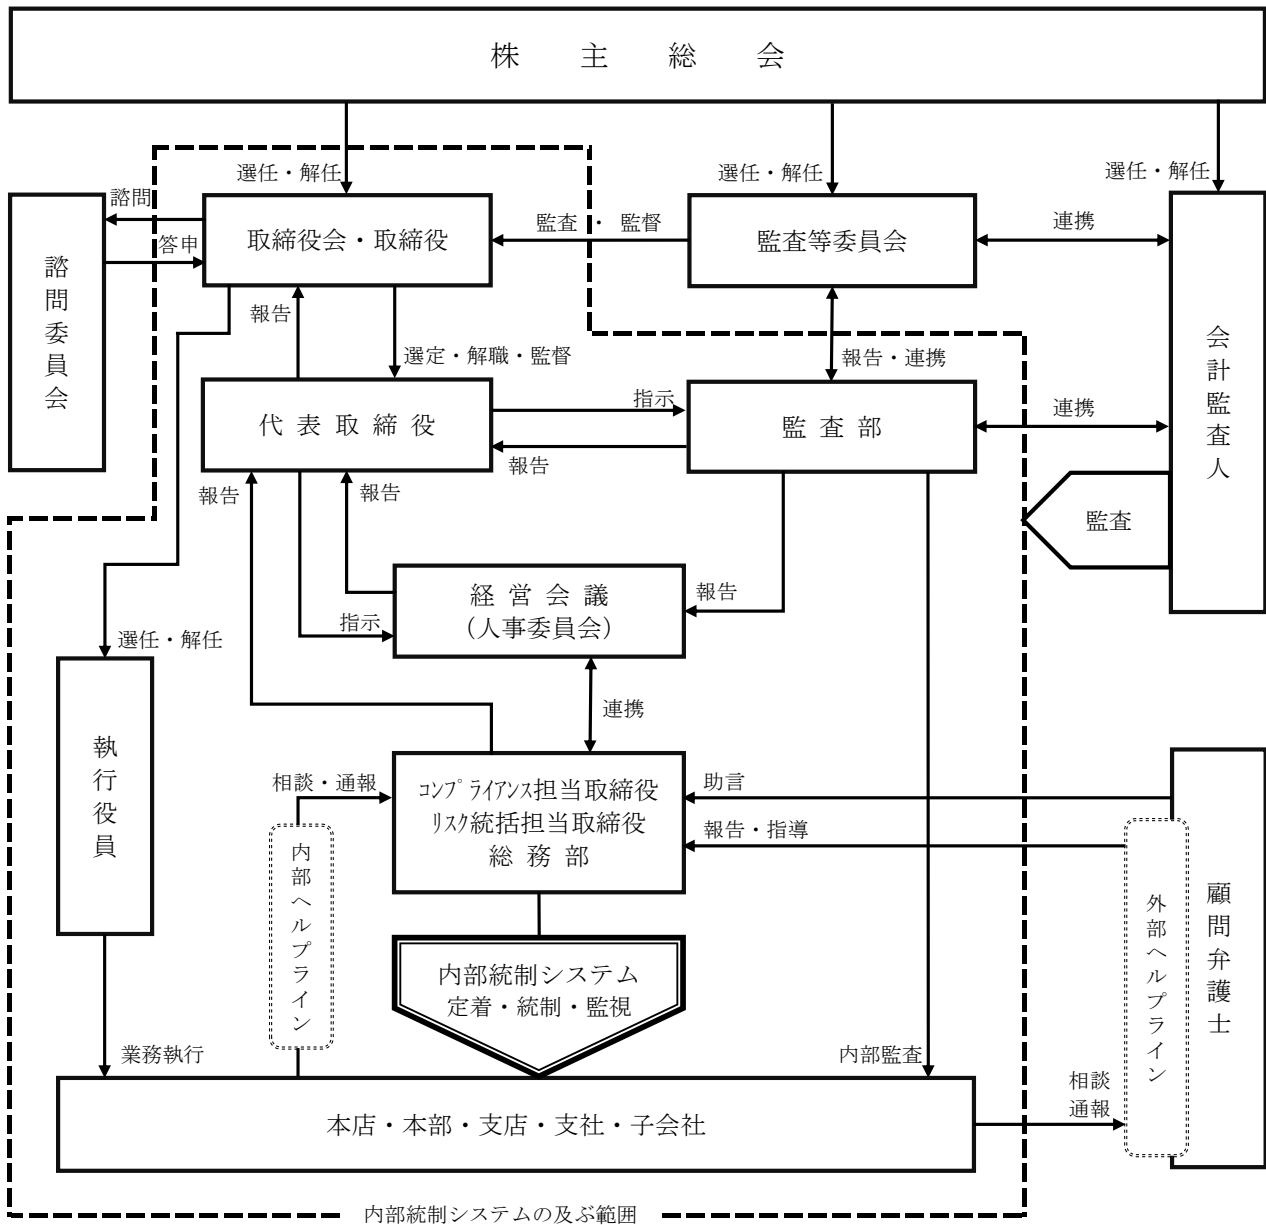 株主総会
選任・解任
選任・解任
選任・解任
諮問
答申
諮問委員会
取締役会・取締役
監査・監督
監査等委員会
連携
会計監査人
報告
選定・解職・監督
報告・連携
代表取締役
指示
報告
監査部
連携
報告
報告
監査
経営会議
(人事委員会)
報告
指示
選任・解任
連携
執行役員
相談・通報
コンプライアンス担当取締役
リスク統括担当取締役
総務部
助言
報告・指導
内部ヘルプライン
外部ヘルプライン
顧問弁護士
内部統制システム
定着・統制・監視
業務執行
内部監査
相談
通報
本店・本部・支店・支社・子会社
内部統制システムの及ぶ範囲